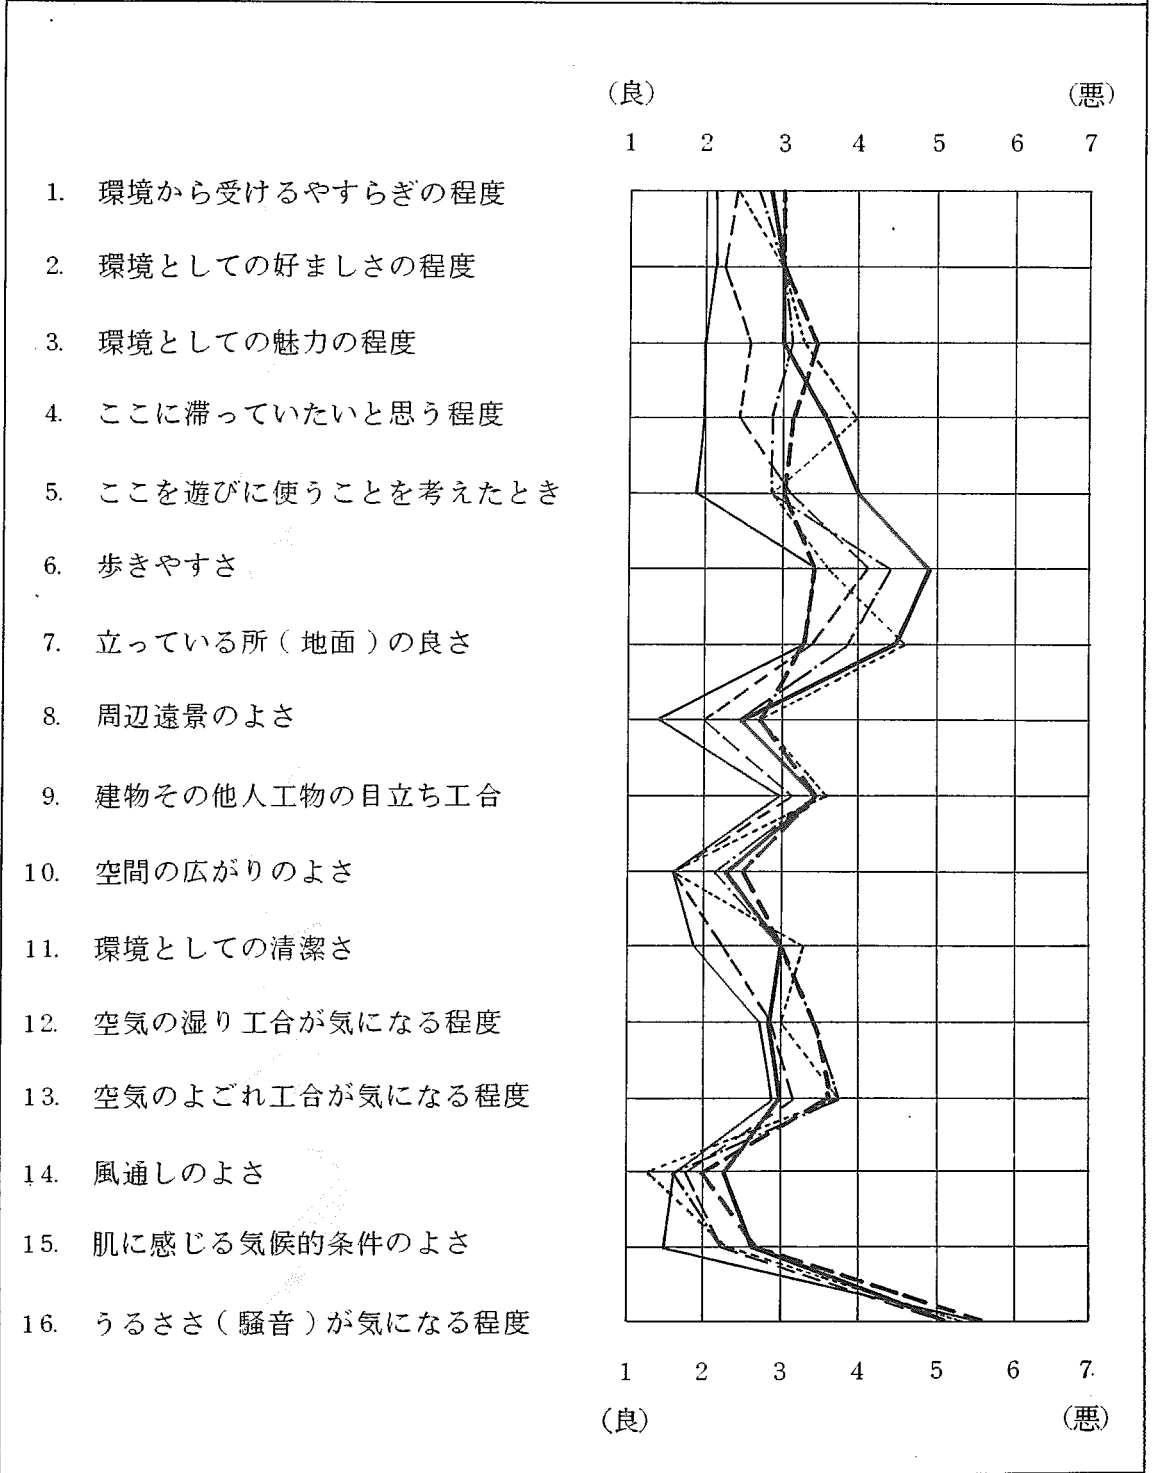 (良) (悪)
1 2 3 4 5 6 7
1. 環境から受けるやすらぎの程度
2. 環境としての好ましさの程度
3. 環境としての魅力の程度
4. ここに滞っていたいと思う程度
5. ここを遊びに使うことを考えたとき
6. 歩きやすさ
7. 立っている所(地面)の良さ
8. 周辺遠景のよさ
9. 建物その他人工物の目立ち工合
10. 空間の広がりのよさ
11. 環境としての清潔さ
12. 空気の湿り工合が気になる程度
13. 空気のよごれ工合が気になる程度
14. 風通しのよさ
15. 肌に感じる気候的条件のよさ
16. うるささ(騒音)が気になる程度
1 2 3 4 5 6 7
(良) (悪)